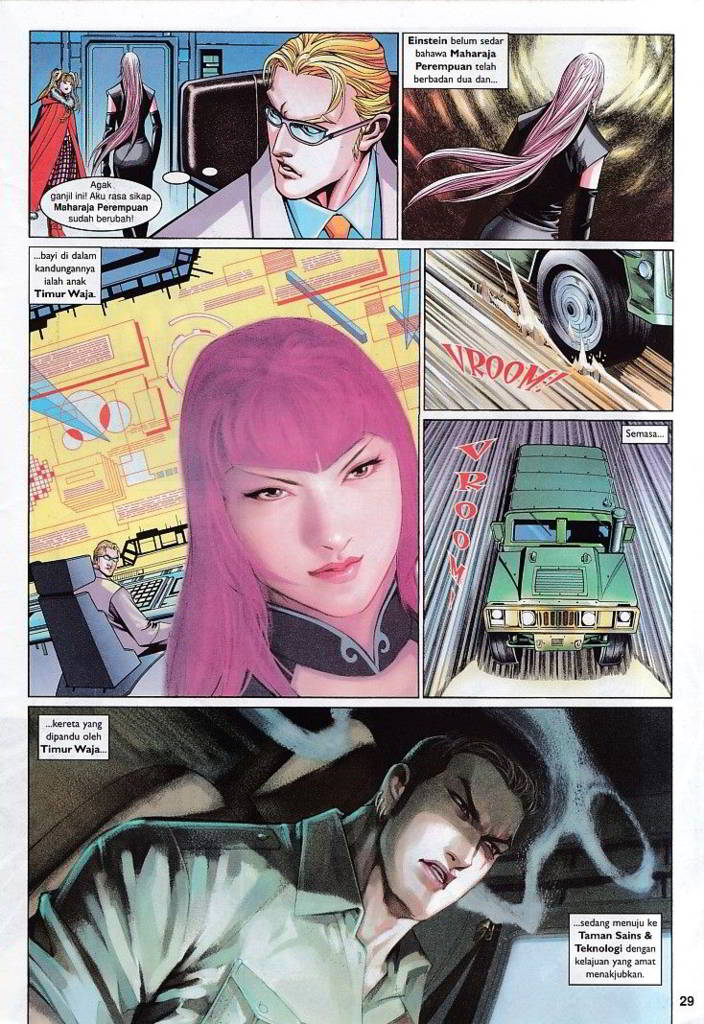 Agak
ganjil ini! Aku rasa sikap
Maharaja Perempuan
sudah berubah!
Einstein belum sedar
bahawa Maharaja
Perempuan telah
berbadan dua dan...
...bayi di dalam
kandungannya
ialah anak
Timur Waja.
VROOM!
Semasa...
VROOM!
...kereta yang
dipandu oleh
Timur Waja...
...sedang menuju ke
Taman Sains &
Teknologi dengan
kelajuan yang amat
menakjubkan.
29